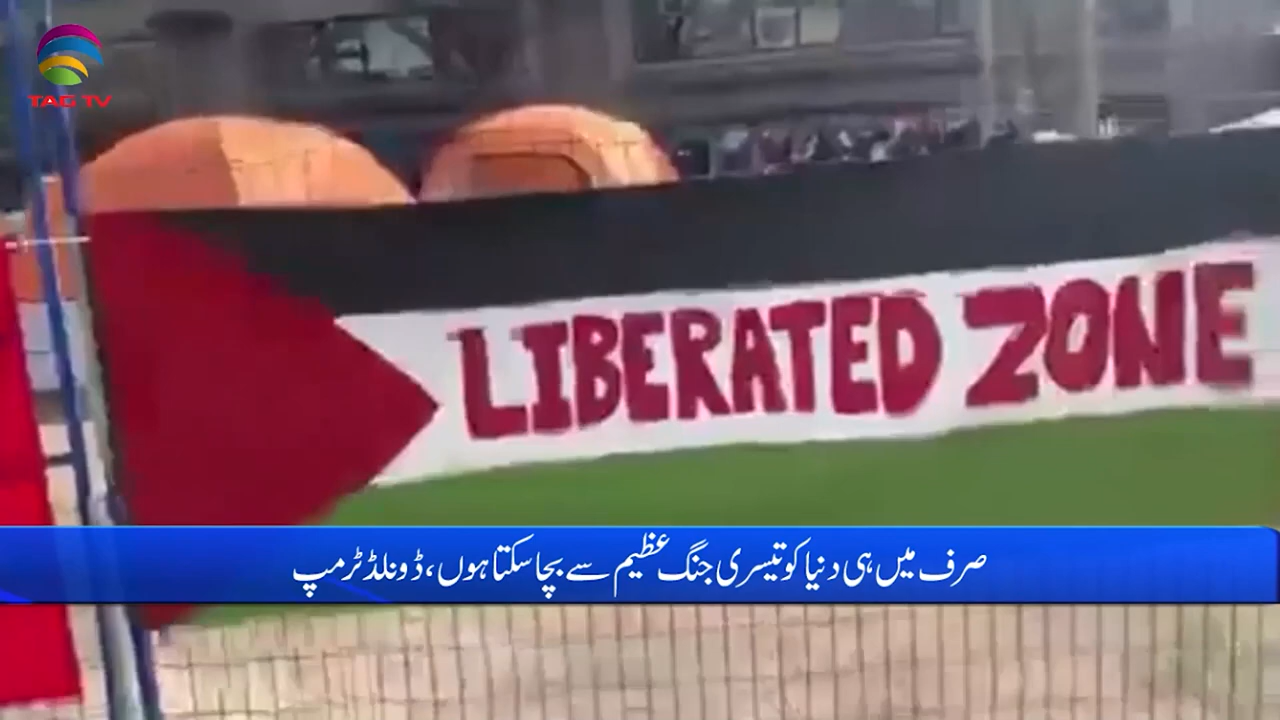 TAG TV
LIBERATED ZONE
صرف میں ہی دنیا کو تیسری جنگ عظیم سے بچا سکتا ہوں، ڈونلڈ ٹرمپ